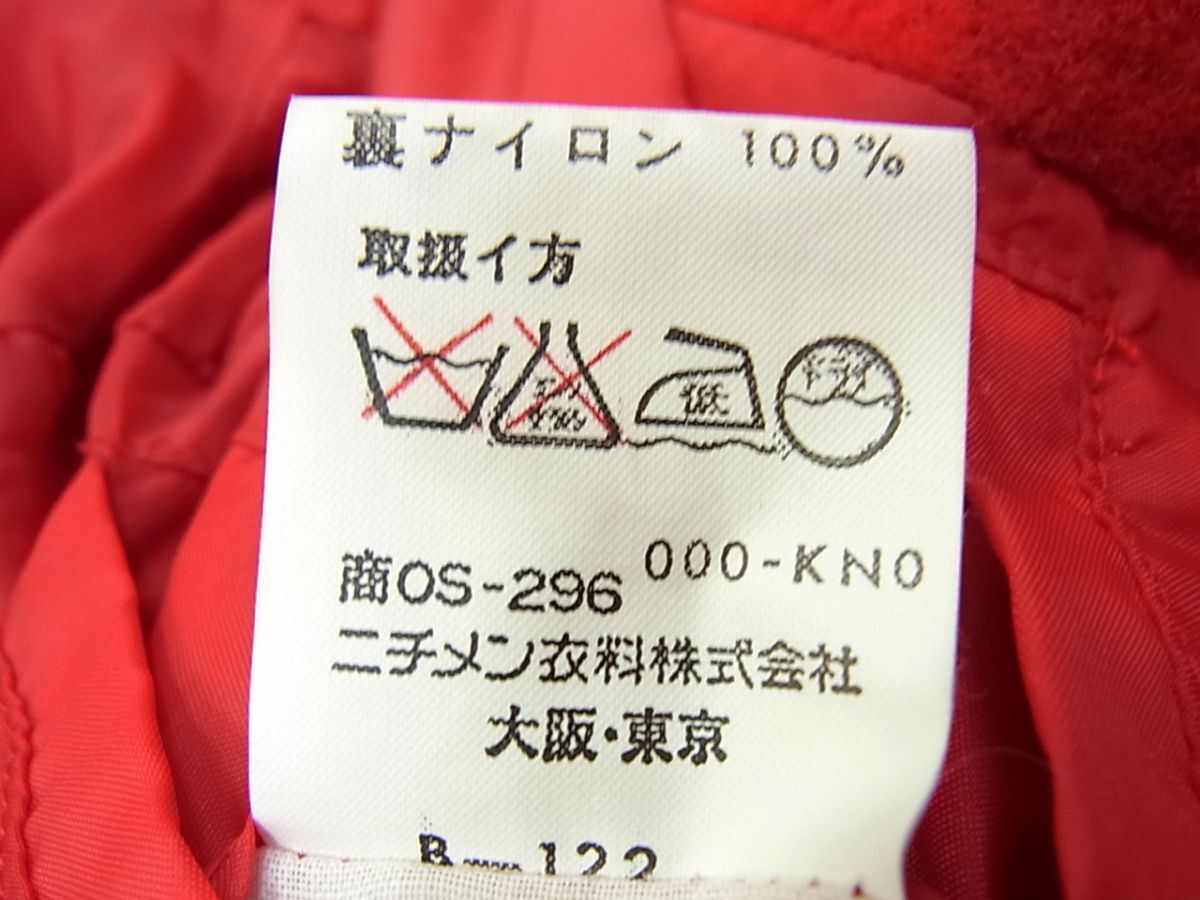 裏ナイロン 100%
取扱イ方
低
ドライ
000-KN0
商OS-296
ニチメン衣料株式会社
大阪・東京
B-122